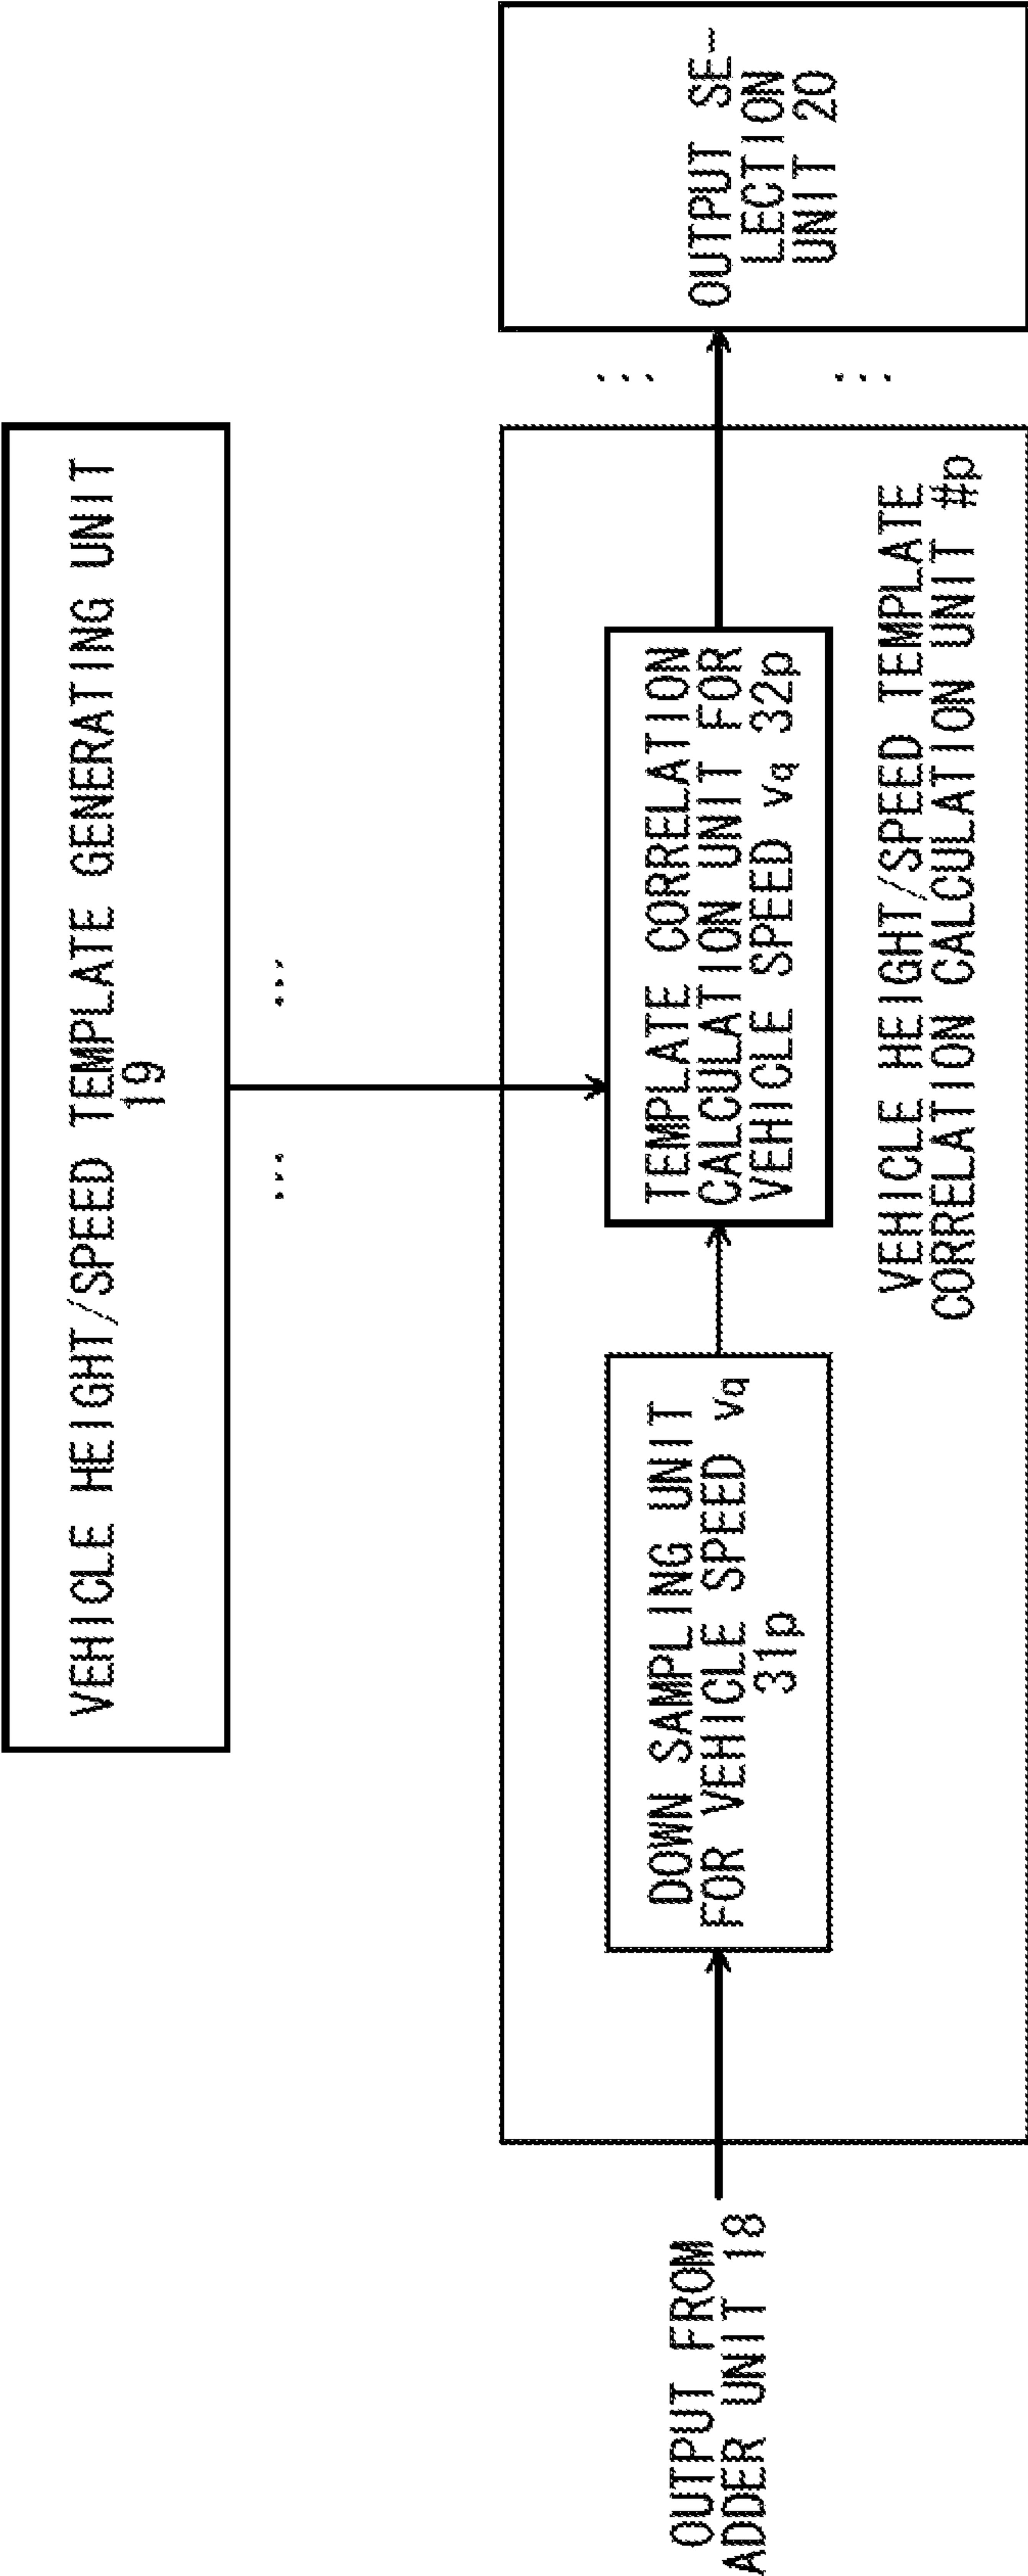 VEHICLE HEIGHT/SPEED TEMPLATE GENERATING UNIT
19
OUTPUT FROM
ADDER UNIT 18
DOWN SAMPLING UNIT
FOR VEHICLE SPEED Vq
31p
TEMPLATE CORRELATION
CALCULATION UNIT FOR
VEHICLE SPEED Vq 32p
VEHICLE HEIGHT/SPEED TEMPLATE
CORRELATION CALCULATION UNIT #p
OUTPUT SE-
LECTION
UNIT 20